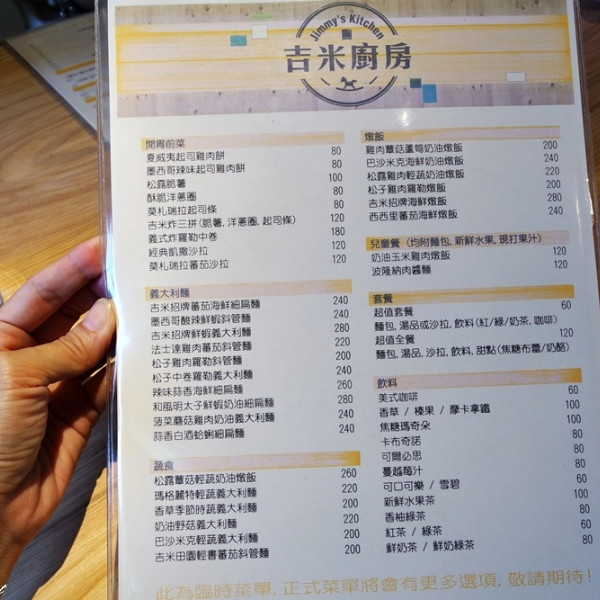 Jimmy's Kitchen
吉米廚房
開胃前菜
夏威夷起司雞肉餅 80
墨西哥辣味起司雞肉餅 80
松露脆薯 100
酥脆洋蔥圈 80
莫札瑞拉起司條 80
吉米炸三拼(脆薯, 洋蔥圈, 起司條) 120
義式炸羅勒中卷 180
經典凱撒沙拉 120
莫札瑞拉蕃茄沙拉 120
義大利麵
吉米招牌蕃茄海鮮細扁麵 240
墨西哥酸辣鮮蝦斜管麵 240
吉米招牌鮮蝦義大利麵 280
法士達雞肉蕃茄斜管麵 220
松子雞肉羅勒斜管麵 200
松子中卷羅勒義大利麵 240
辣味蒜香海鮮細扁麵 260
和風明太子鮮蝦奶油細扁麵 280
菠菜蘑菇雞肉奶油義大利麵 240
蒜香白酒蛤蜊細扁麵 240
蔬食
松露蕈菇輕蔬奶油燉飯 260
瑪格麗特輕蔬義大利麵 220
香草季節時蔬義大利麵 220
奶油野菇義大利麵 220
巴沙米克輕蔬義大利麵 200
吉米田園輕書蕃茄斜管麵 200
燉飯
雞肉蕈菇蘆筍奶油燉飯 200
巴沙米克海鮮奶油燉飯 240
松露雞肉輕蔬奶油燉飯 220
松子雞肉羅勒燉飯 200
吉米招牌海鮮燉飯 280
西西里蕃茄海鮮燉飯 240
兒童餐 (均附麵包, 新鮮水果, 現打果汁)
奶油玉米雞肉燉飯 120
波隆納肉醬麵 120
套餐
超值套餐 60
麵包, 湯品或沙拉, 飲料(紅/綠/奶茶, 咖啡)
超值全餐 120
麵包, 湯品, 沙拉, 飲料, 甜點(焦糖布蕾/奶酪)
飲料
美式咖啡 60
香草 / 榛果 / 摩卡拿鐵 100
焦糖瑪奇朵 100
卡布奇諾 80
可爾必思 80
蔓越莓汁 80
可口可樂 / 雪碧 60
新鮮水果茶 100
香柚綠茶 80
紅茶 / 綠茶 60
鮮奶茶 / 鮮奶綠茶 80
此為臨時菜單, 正式菜單將會有更多選項, 敬請期待!